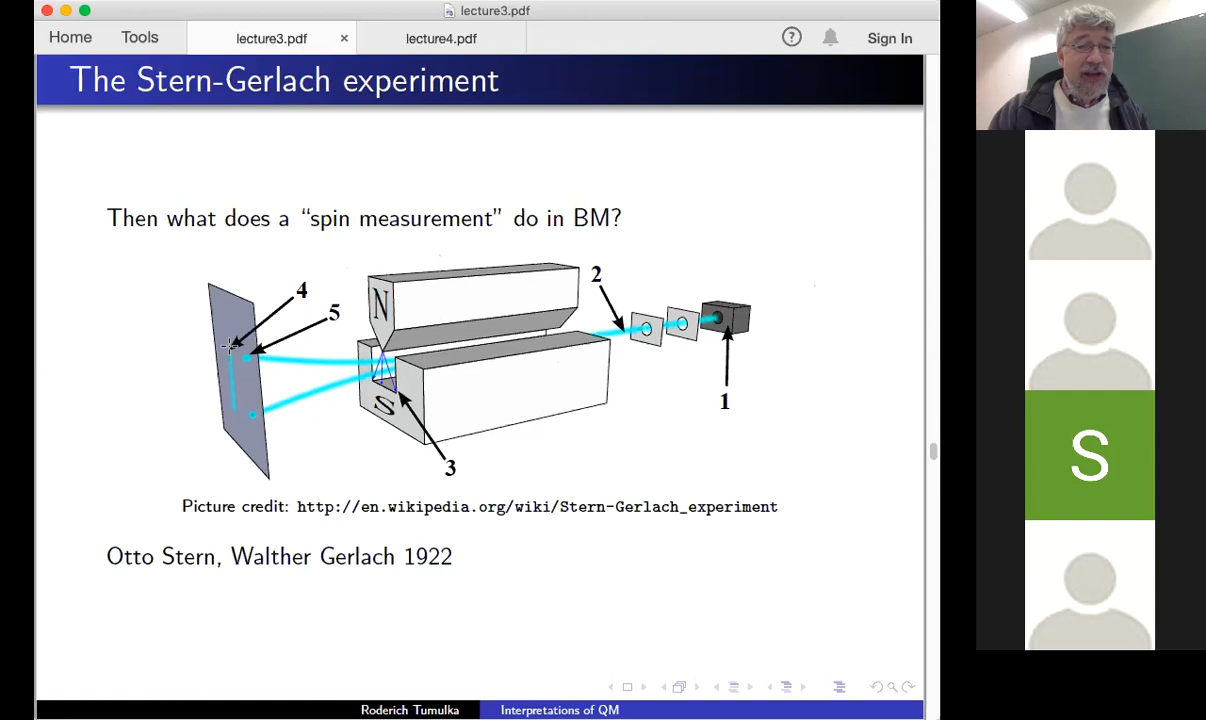 lecture3.pdf
Home Tools lecture3.pdf × lecture4.pdf ? Sign In
The Stern-Gerlach experiment
Then what does a “spin measurement” do in BM?
4
5
N
S
3
2
1
Picture credit: http://en.wikipedia.org/wiki/Stern-Gerlach_experiment
Otto Stern, Walther Gerlach 1922
Roderich Tumulka Interpretations of QM
S